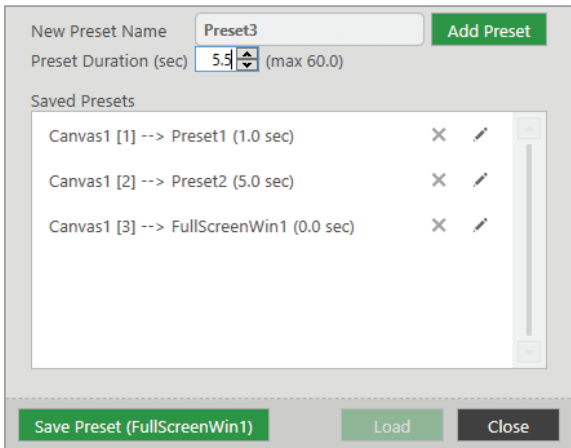 New Preset Name Preset3 Add Preset
Preset Duration (sec) 5.5 (max 60.0)
Saved Presets
Canvas1 [1] --> Preset1 (1.0 sec)
Canvas1 [2] --> Preset2 (5.0 sec)
Canvas1 [3] --> FullScreenWin1 (0.0 sec)
Save Preset (FullScreenWin1) Load Close